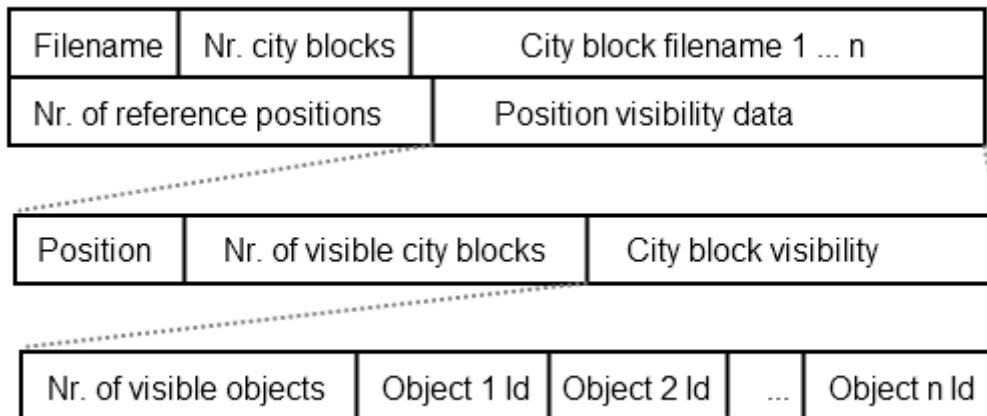 Filename Nr. city blocks City block filename 1 ... n
Nr. of reference positions Position visibility data
Position Nr. of visible city blocks City block visibility
Nr. of visible objects Object 1 Id Object 2 Id ... Object n Id